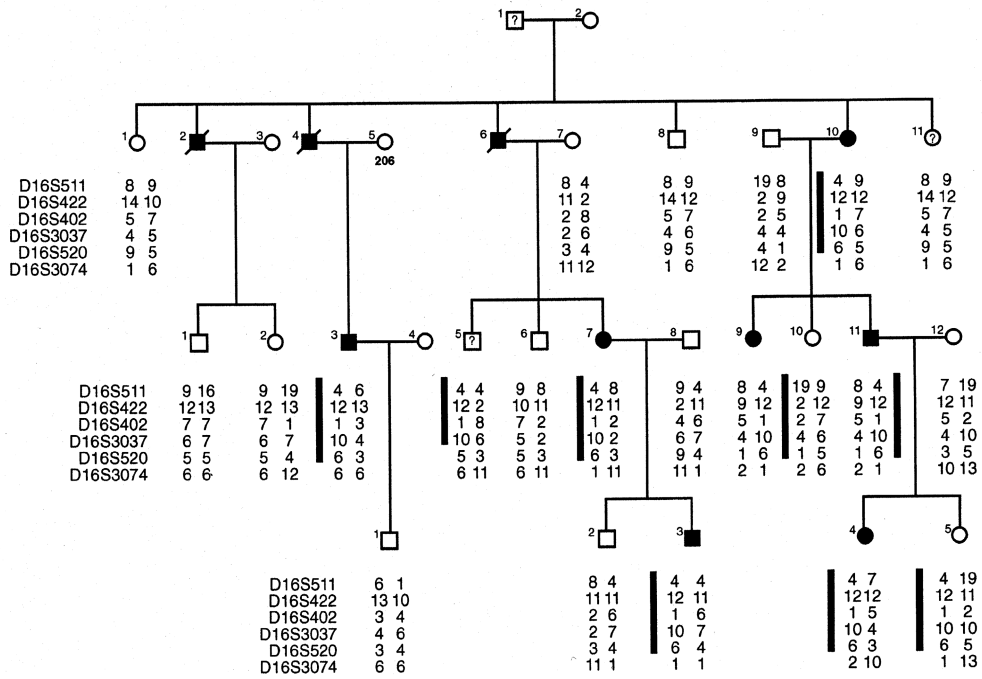 1 ? 2
1 2 3 4 5 6 7 8 9 10 11 ?
206
D16S511 8 9 8 4 8 9 19 8 4 9 8 9
D16S422 14 10 11 2 14 12 2 9 12 12 14 12
D16S402 5 7 2 8 5 7 2 5 1 7 5 7
D16S3037 4 5 2 6 4 5 4 4 10 6 4 5
D16S520 9 5 3 4 9 5 4 1 6 5 9 5
D16S3074 1 6 11 12 1 6 12 2 1 6 1 6
1 2 3 4 5 ? 6 7 8 9 10 11 12
D16S511 9 16 9 19 4 6 4 4 9 8 4 8 9 4 8 4 19 9 8 4 7 19
D16S422 12 13 12 13 12 13 12 2 10 11 12 11 2 11 9 12 2 12 9 12 12 11
D16S402 7 7 7 1 1 3 1 8 7 2 1 2 4 6 5 1 2 7 5 1 5 2
D16S3037 6 7 6 7 10 4 10 6 5 2 10 2 6 7 4 10 4 6 4 10 4 10
D16S520 5 5 5 4 6 3 5 3 5 3 6 3 9 4 1 6 1 5 1 6 3 5
D16S3074 6 6 6 12 6 6 6 11 6 11 1 11 11 1 2 1 2 6 2 1 10 13
1 2 3 4 5
D16S511 6 1 8 4 4 4 4 7 4 19
D16S422 13 10 11 11 12 11 12 12 12 11
D16S402 3 4 2 6 1 6 1 5 1 2
D16S3037 4 6 2 7 10 7 10 4 10 10
D16S520 3 4 3 4 6 4 6 3 6 5
D16S3074 6 6 11 1 1 1 2 10 1 13